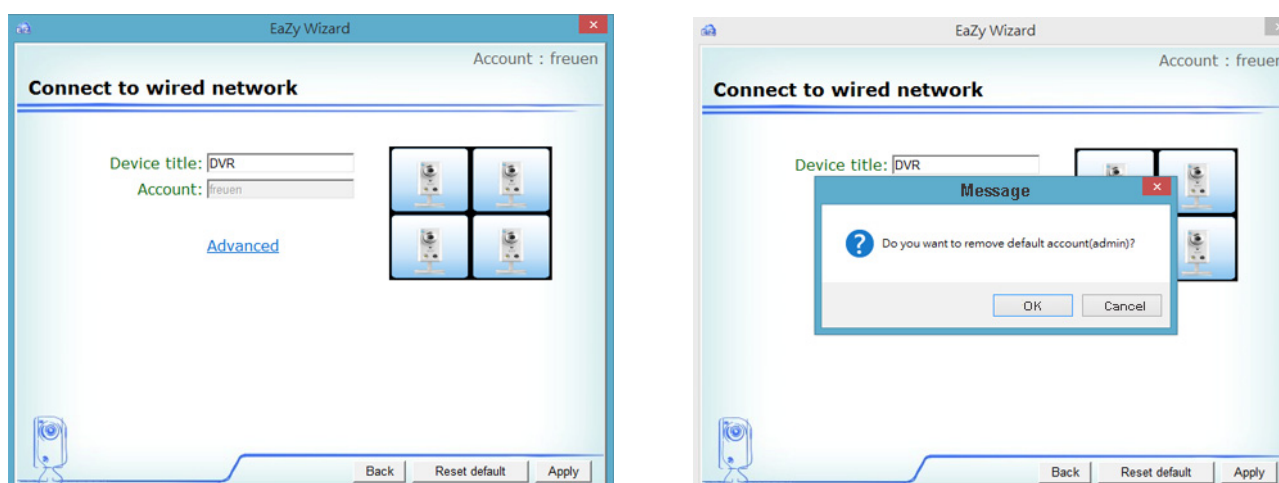 EaZy Wizard
Account : freuen
Connect to wired network
Device title: DVR
Account: freuen
Advanced
Back Reset default Apply
EaZy Wizard
Account : freuen
Connect to wired network
Device title: DVR
Message
Do you want to remove default account(admin)?
OK Cancel
Back Reset default Apply